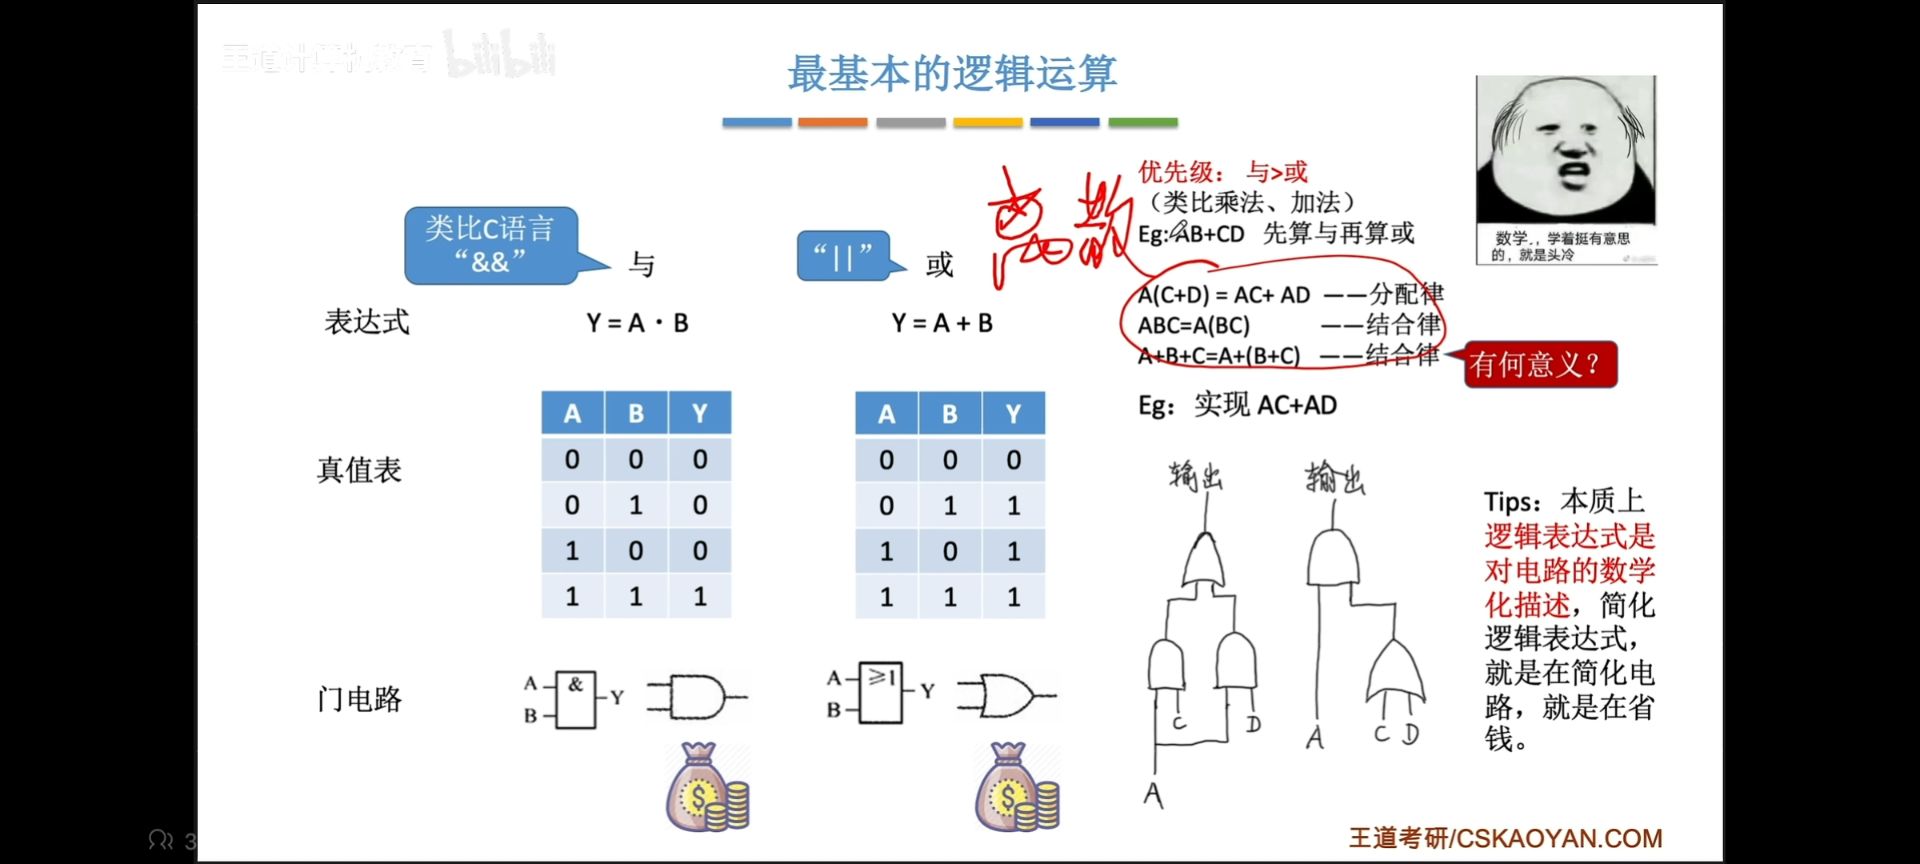 王道计算机教育 bilibili
最基本的逻辑运算
离散
优先级： 与>或
（类比乘法、加法）
Eg: AB+CD 先算与再算或
数学，，学着挺有意思
的，就是头冷
类比C语言
“&&”
与
“||”
或
A(C+D) = AC+ AD ——分配律
ABC=A(BC) ——结合律
A+B+C=A+(B+C) ——结合律
有何意义？
表达式
Y = A · B
Y = A + B
Eg： 实现 AC+AD
真值表
A B Y
0 0 0
0 1 0
1 0 0
1 1 1
A B Y
0 0 0
0 1 1
1 0 1
1 1 1
输出
输出
C
D
A
A
C D
Tips： 本质上
逻辑表达式是
对电路的数学
化描述，简化
逻辑表达式，
就是在简化电
路，就是在省
钱。
门电路
A & Y
B
A ≥1 Y
B
$
$
王道考研/CSKAOYAN.COM
3